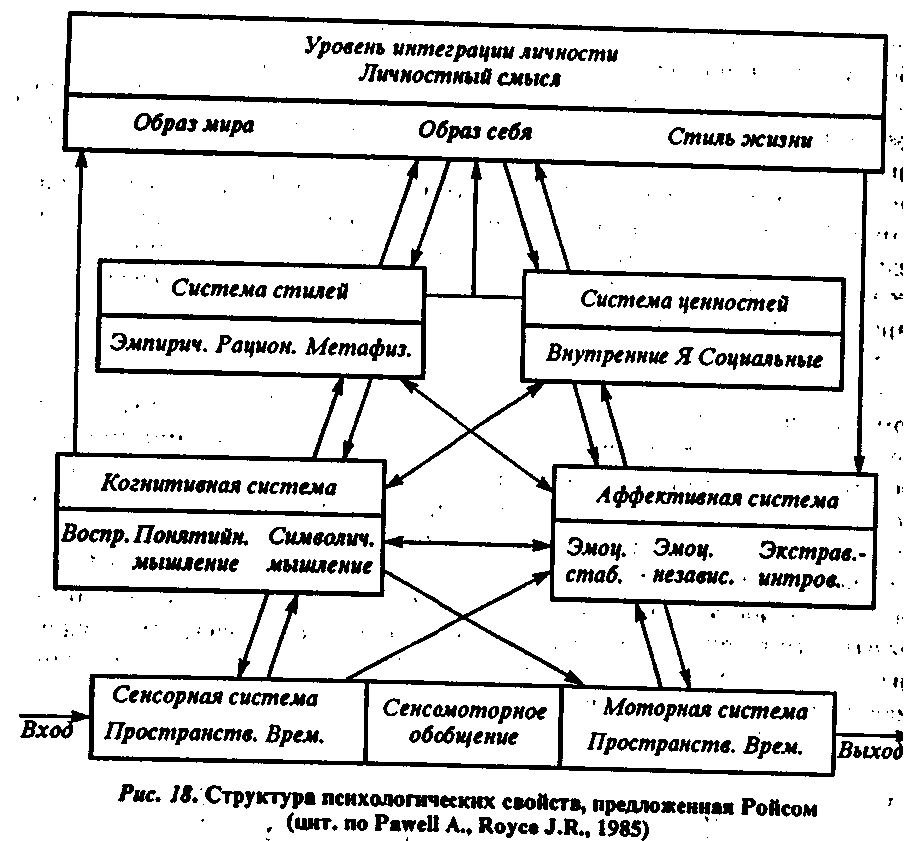 Уровень интеграции личности
Личностный смысл
Образ мира Образ себя Стиль жизни
Система стилей
Эмпирич. Рацион. Метафиз.
Система ценностей
Внутренние Я Социальные
Когнитивная система
Воспр. Понятийн. Символич.
мышление мышление
Аффективная система
Эмоц. Эмоц. Экстрав.-
стаб. независ. интров.
Вход
Сенсорная система
Пространств. Врем.
Сенсомоторное
обобщение
Моторная система
Пространств. Врем.
Выход
Рис. 18. Структура психологических свойств, предложенная Ройсом
(цит. по Pawell A., Royce J.R., 1985)